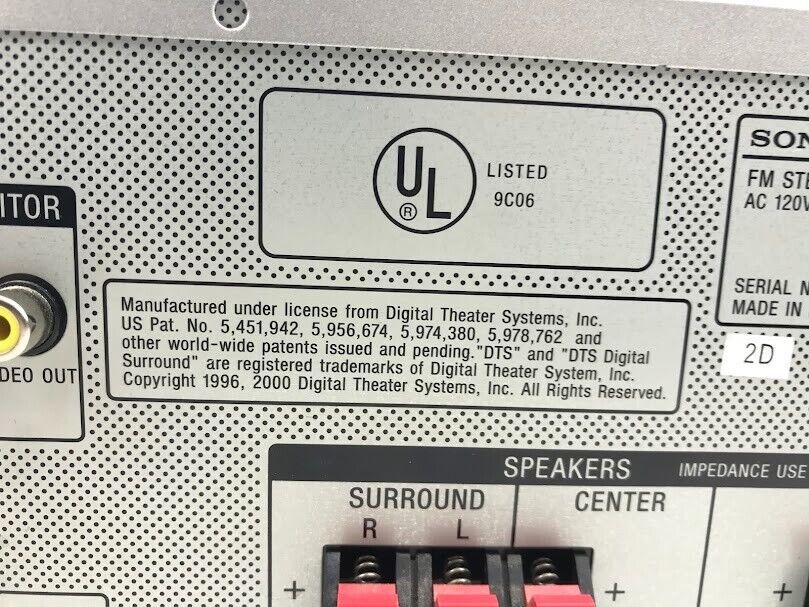 UL
®
LISTED
9C06
SON
FM STE
AC 120V
ITOR
SERIAL N
MADE IN
Manufactured under license from Digital Theater Systems, Inc.
US Pat. No. 5,451,942, 5,956,674, 5,974,380, 5,978,762 and
other world-wide patents issued and pending."DTS" and "DTS Digital
Surround" are registered trademarks of Digital Theater System, Inc.
Copyright 1996, 2000 Digital Theater Systems, Inc. All Rights Reserved.
2D
DEO OUT
SPEAKERS IMPEDANCE USE
SURROUND CENTER
R L
+ +
+